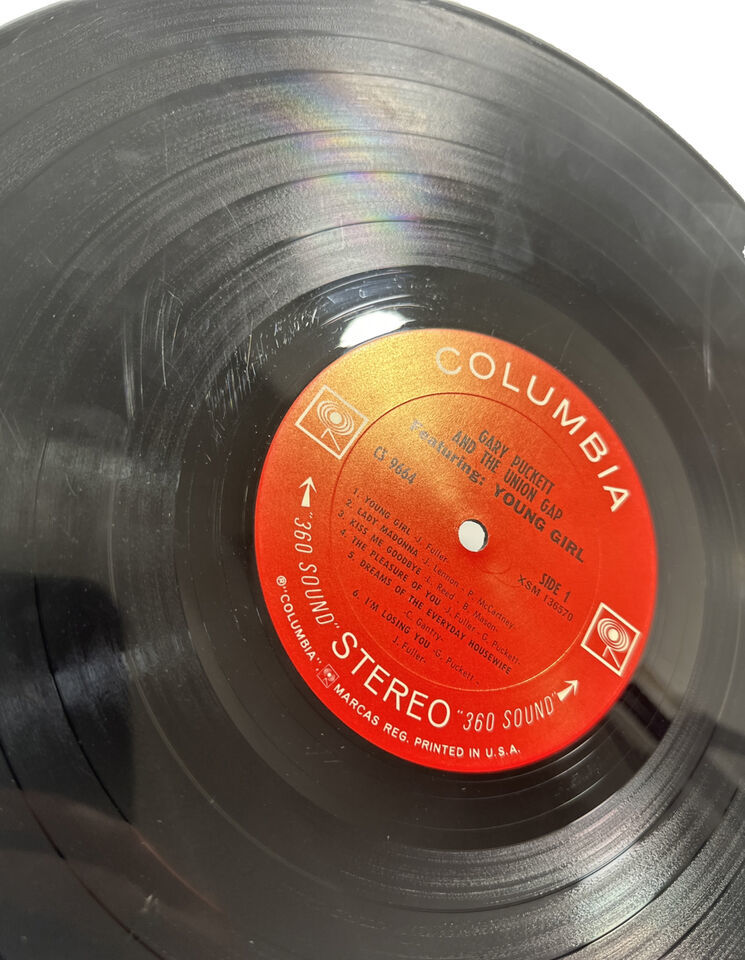 COLUMBIA
GARY PUCKETT
AND THE UNION GAP
Featuring: YOUNG GIRL
CS 9664
SIDE 1
XSM 136570
1. YOUNG GIRL -J. Fuller-
2. LADY MADONNA -J. Lennon - P. McCartney-
3. KISS ME GOODBYE -L. Reed - B. Mason-
4. THE PLEASURE OF YOU -J. Fuller - G. Puckett-
5. DREAMS OF THE EVERYDAY HOUSEWIFE
-C. Gantry-
6. I'M LOSING YOU -G. Puckett -
J. Fuller-
"360 SOUND" STEREO "360 SOUND"
® "COLUMBIA", MARCAS REG. PRINTED IN U.S.A.